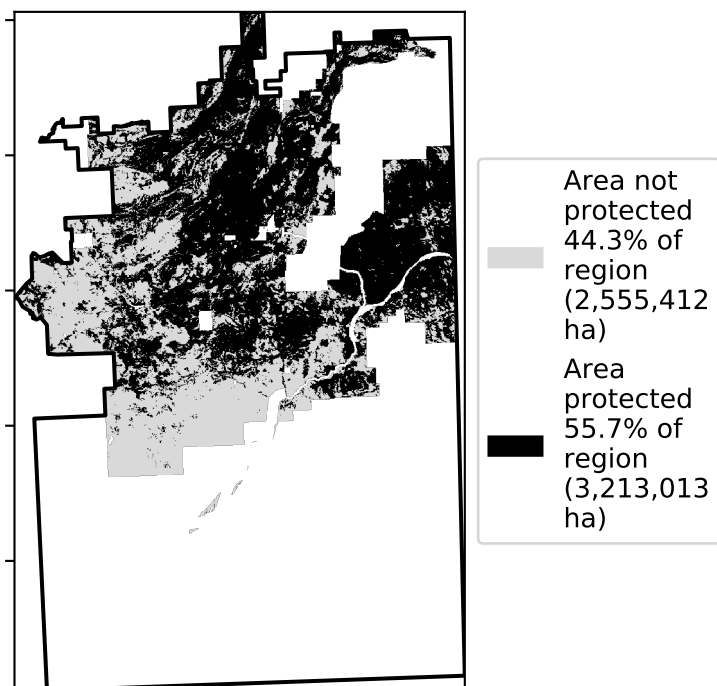 Area not
protected
44.3% of
region
(2,555,412
ha)
Area
protected
55.7% of
region
(3,213,013
ha)